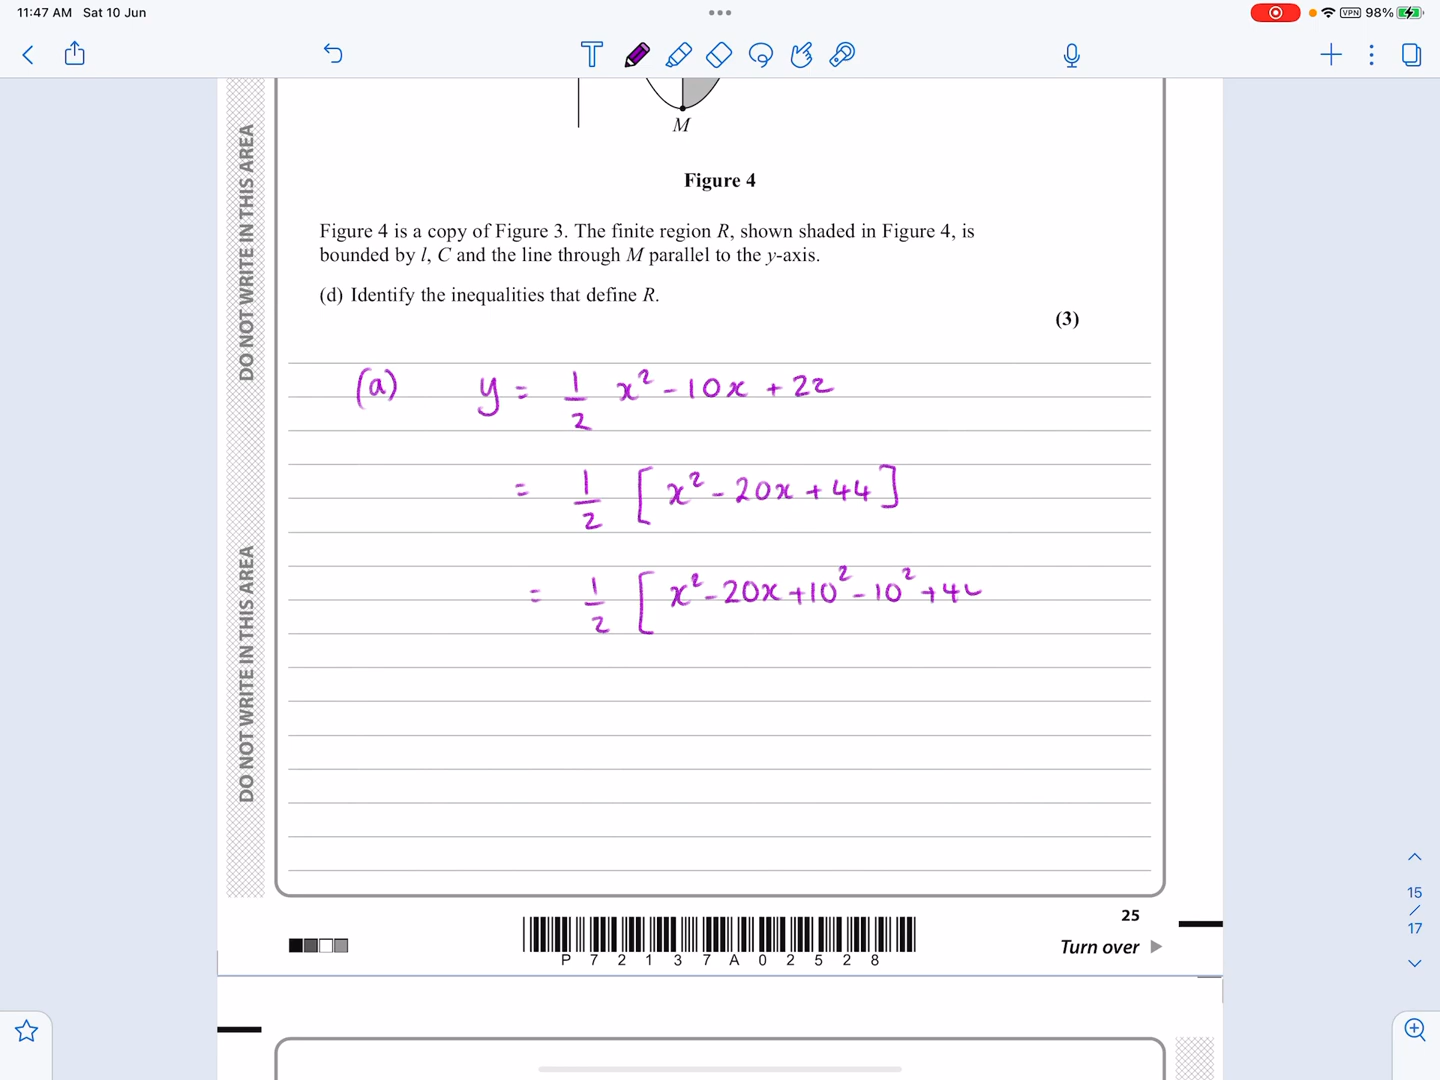 11:47 AM Sat 10 Jun
VPN 98%
M
Figure 4
Figure 4 is a copy of Figure 3. The finite region R, shown shaded in Figure 4, is
bounded by l, C and the line through M parallel to the y-axis.
(d) Identify the inequalities that define R.
(3)
(a) y = 1/2 x² - 10x + 22
= 1/2 [x² - 20x + 44]
= 1/2 [x² - 20x + 10² - 10² + 44
DO NOT WRITE IN THIS AREA
DO NOT WRITE IN THIS AREA
25
P 7 2 1 3 7 A 0 2 5 2 8
Turn over
15
/
17